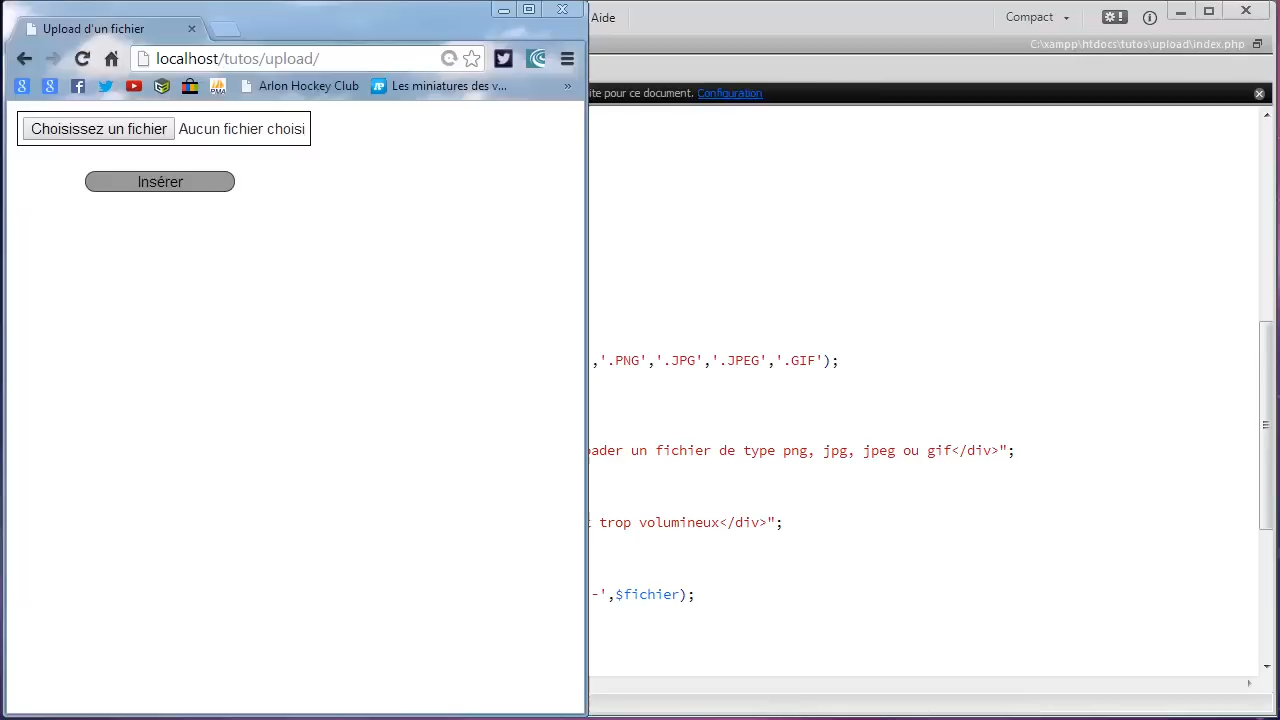 Upload d'un fichier
localhost/tutos/upload/
PMA
Arlon Hockey Club
Les miniatures des v...
»
Choisissez un fichier Aucun fichier choisi
Insérer
Aide
Compact
C:\xampp\htdocs\tutos\upload\index.php
ite pour ce document. Configuration
,'.PNG','.JPG','.JPEG','.GIF');
ader un fichier de type png, jpg, jpeg ou gif</div>";
trop volumineux</div>";
-',$fichier);